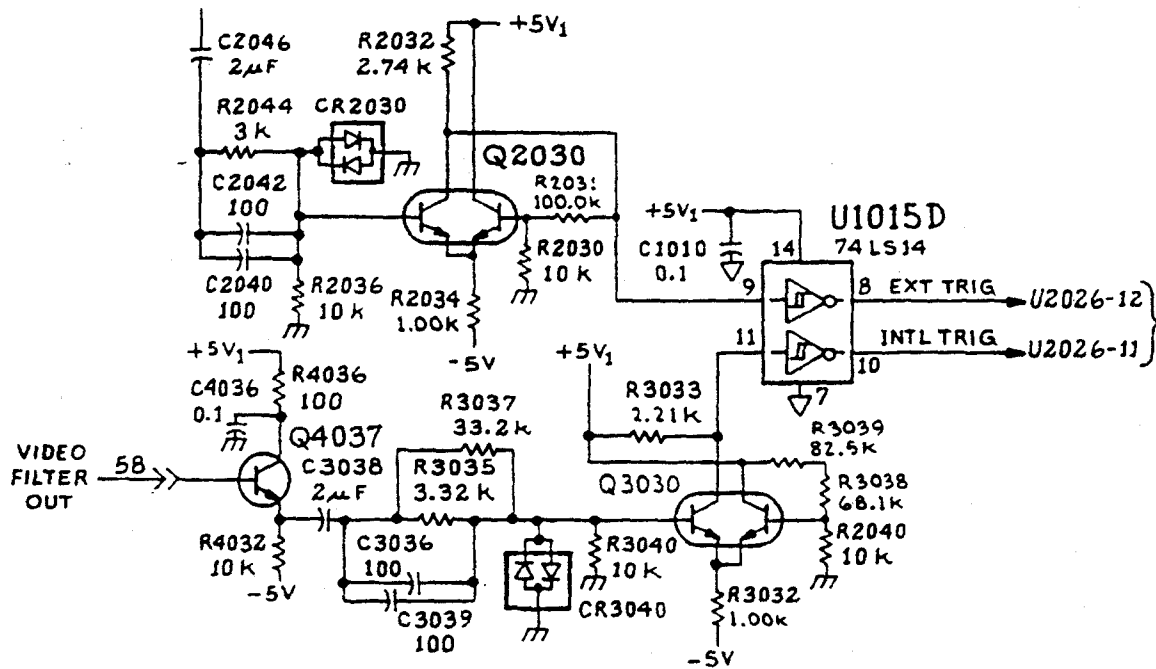 C2046
2µF
R2032
2.74 k
+5V1
R2044
3 k
CR2030
Q2030
C2042
100
R2031
100.0k
+5V1
U1015D
74LS14
C1010
0.1
14
C2040
100
R2036
10 k
R2034
1.00k
-5V
R2030
10 k
9
8
EXT TRIG
U2026-12
11
10
INTL TRIG
U2026-11
7
+5V1
R4036
100
C4036
0.1
Q4037
+5V1
R3033
2.21k
R3037
33.2k
R3039
82.5k
VIDEO
FILTER
OUT
58
C3038
2µF
R3035
3.32 k
Q3030
R3038
68.1k
R4032
10 k
-5V
C3036
100
C3039
100
CR3040
R3040
10 k
R2040
10 k
R3032
1.00k
-5V